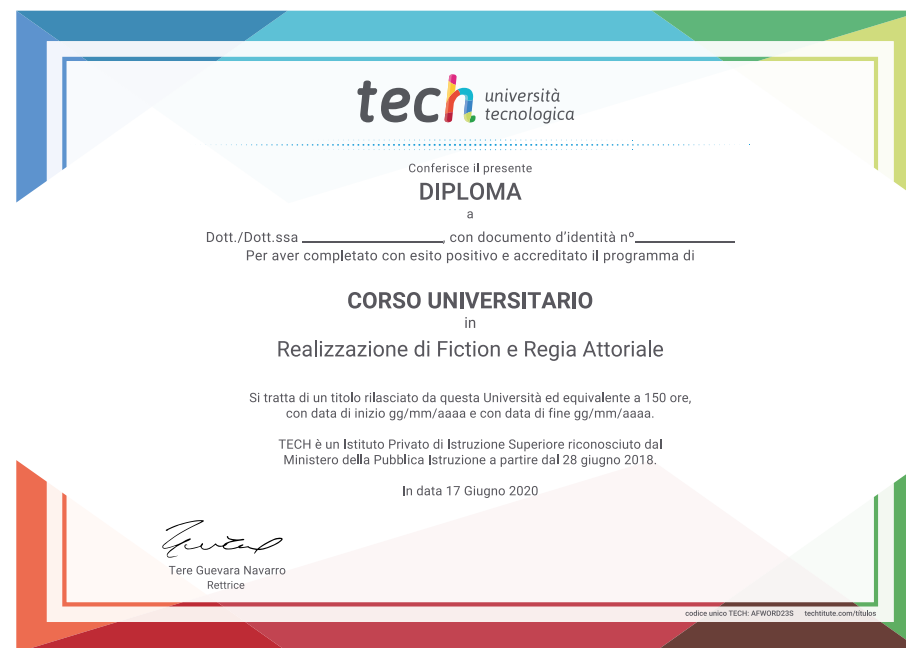 tech università
tecnologica
Conferisce il presente
DIPLOMA
a
Dott./Dott.ssa ____________________, con documento d'identità nº______________
Per aver completato con esito positivo e accreditato il programma di
CORSO UNIVERSITARIO
in
Realizzazione di Fiction e Regia Attoriale
Si tratta di un titolo rilasciato da questa Università ed equivalente a 150 ore,
con data di inizio gg/mm/aaaa e con data di fine gg/mm/aaaa.
TECH è un Istituto Privato di Istruzione Superiore riconosciuto dal
Ministero della Pubblica Istruzione a partire dal 28 giugno 2018.
In data 17 Giugno 2020
Tere Guevara Navarro
Rettrice
codice unico TECH: AFWORD23S techtitute.com/titulos